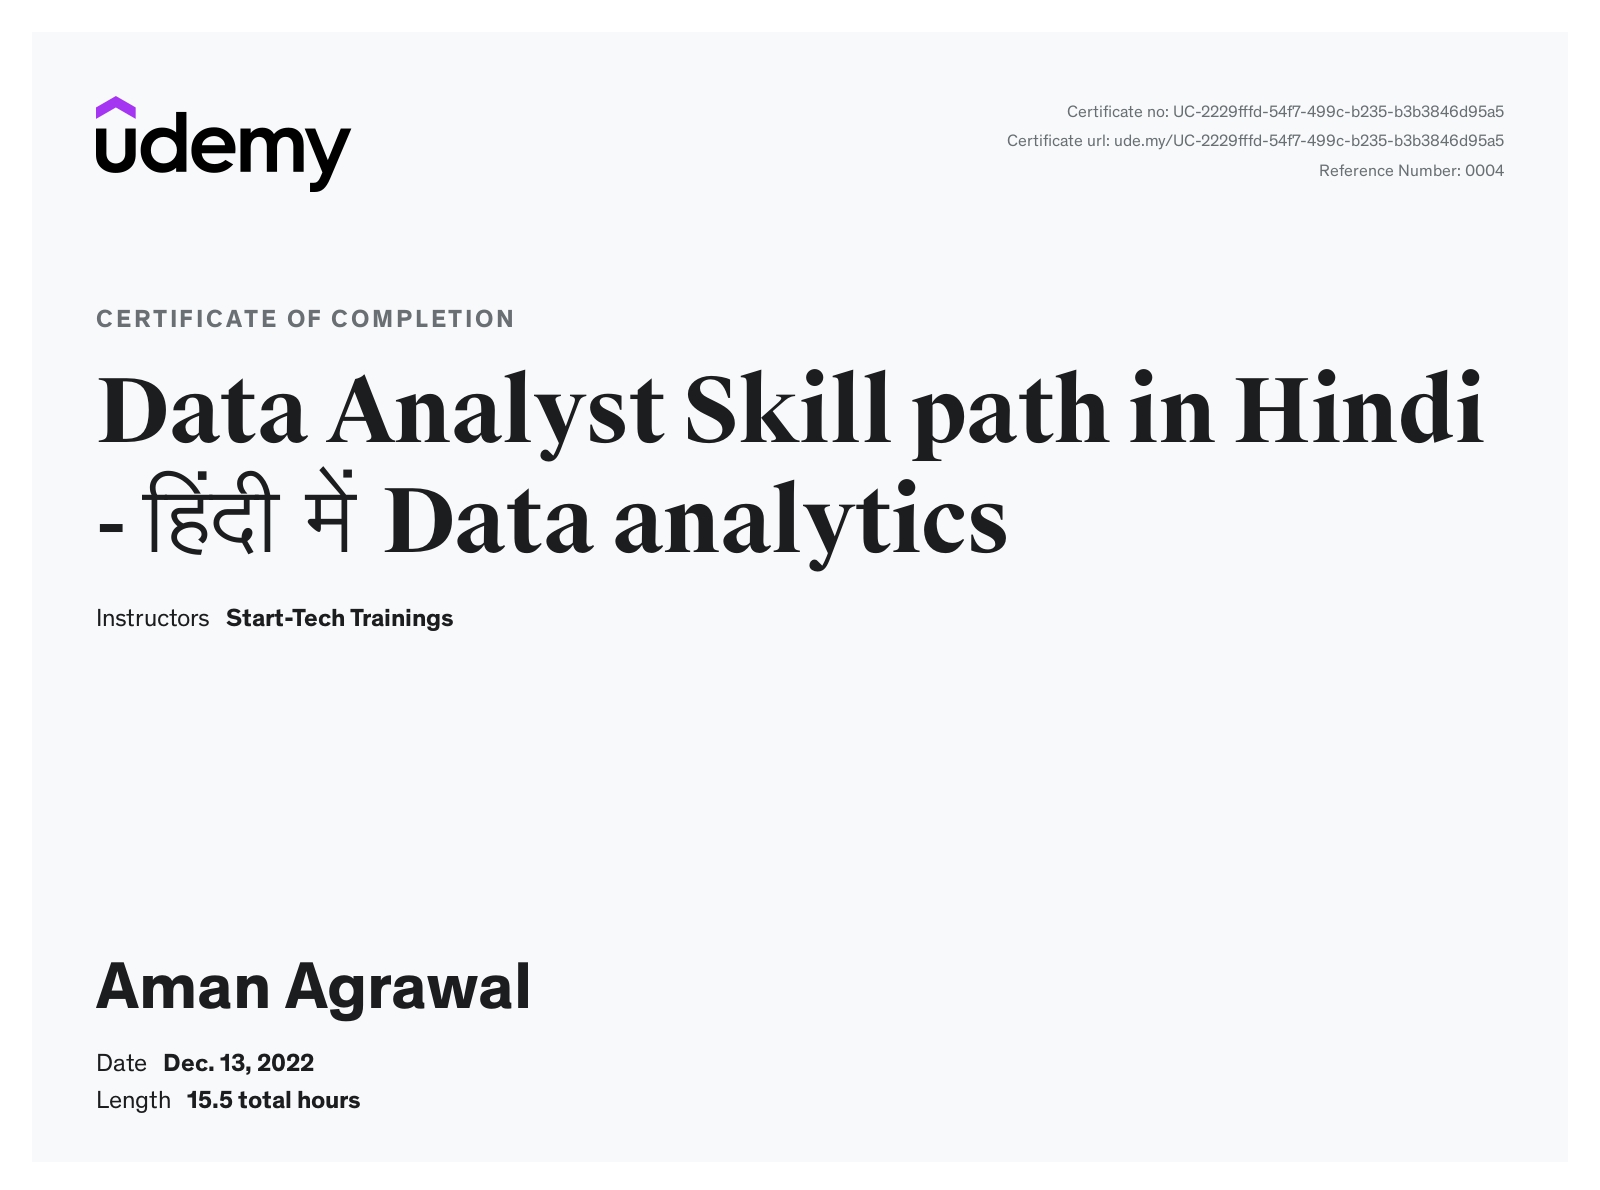 udemy
Certificate no: UC-2229fffd-54f7-499c-b235-b3b3846d95a5
Certificate url: ude.my/UC-2229fffd-54f7-499c-b235-b3b3846d95a5
Reference Number: 0004
CERTIFICATE OF COMPLETION
Data Analyst Skill path in Hindi
- हिंदी में Data analytics
Instructors Start-Tech Trainings
Aman Agrawal
Date Dec. 13, 2022
Length 15.5 total hours